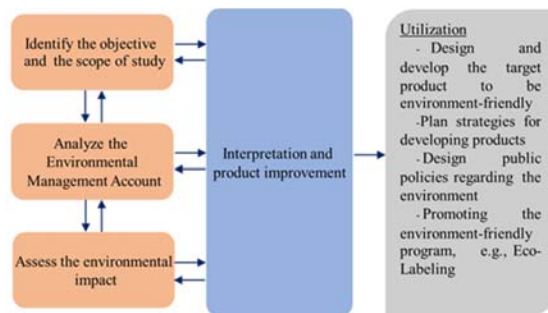 Identify the objective
and the scope of study
Analyze the
Environmental
Management Account
Assess the environmental
impact
Interpretation and
product improvement
Utilization
- Design and
develop the target
product to be
environment-friendly
-Plan strategies for
developing products
- Design public
policies regarding the
environment
-Promoting the
environment-friendly
program, e.g., Eco-
Labeling